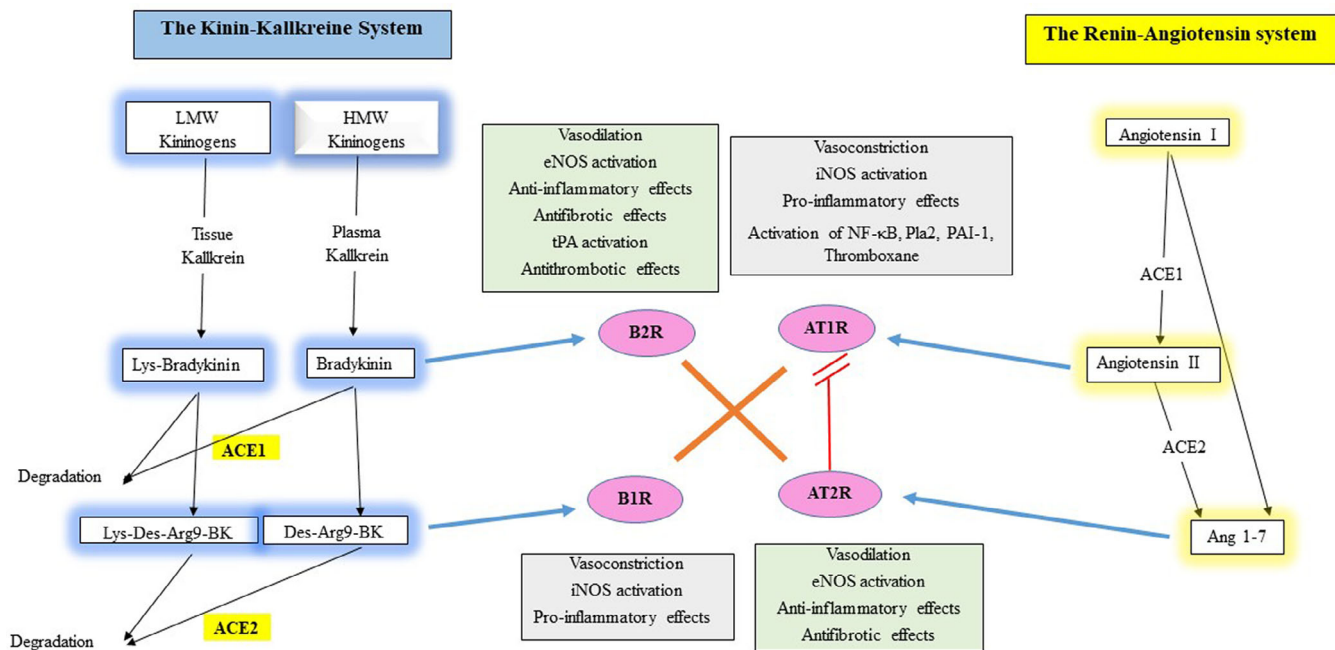 The Kinin-Kallkreine System
The Renin-Angiotensin system
LMW
Kininogens
HMW
Kininogens
Vasodilation
eNOS activation
Anti-inflammatory effects
Antifibrotic effects
tPA activation
Antithrombotic effects
Vasoconstriction
iNOS activation
Pro-inflammatory effects
Activation of NF-κB, Pla2, PAI-1,
Thromboxane
Angiotensin I
Tissue
Kallkrein
Plasma
Kallkrein
ACE1
Lys-Bradykinin
Bradykinin
B2R
AT1R
Angiotensin II
ACE1
Degradation
ACE2
Lys-Des-Arg9-BK
Des-Arg9-BK
B1R
AT2R
Ang 1-7
Vasoconstriction
iNOS activation
Pro-inflammatory effects
Vasodilation
eNOS activation
Anti-inflammatory effects
Antifibrotic effects
ACE2
Degradation